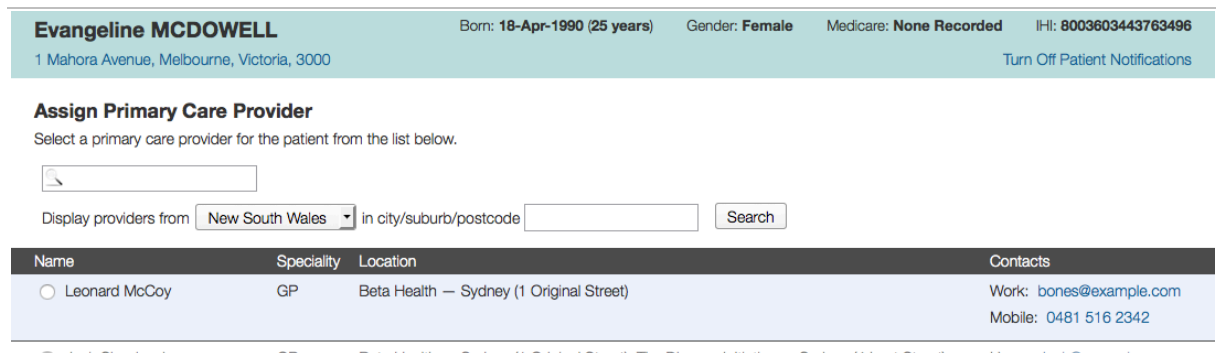 Evangeline MCDOWELL Born: 18-Apr-1990 (25 years) Gender: Female Medicare: None Recorded IHI: 8003603443763496
1 Mahora Avenue, Melbourne, Victoria, 3000 Turn Off Patient Notifications
Assign Primary Care Provider
Select a primary care provider for the patient from the list below.
Display providers from New South Wales in city/suburb/postcode Search
Name Speciality Location Contacts
Leonard McCoy GP Beta Health — Sydney (1 Original Street) Work: bones@example.com
Mobile: 0481 516 2342